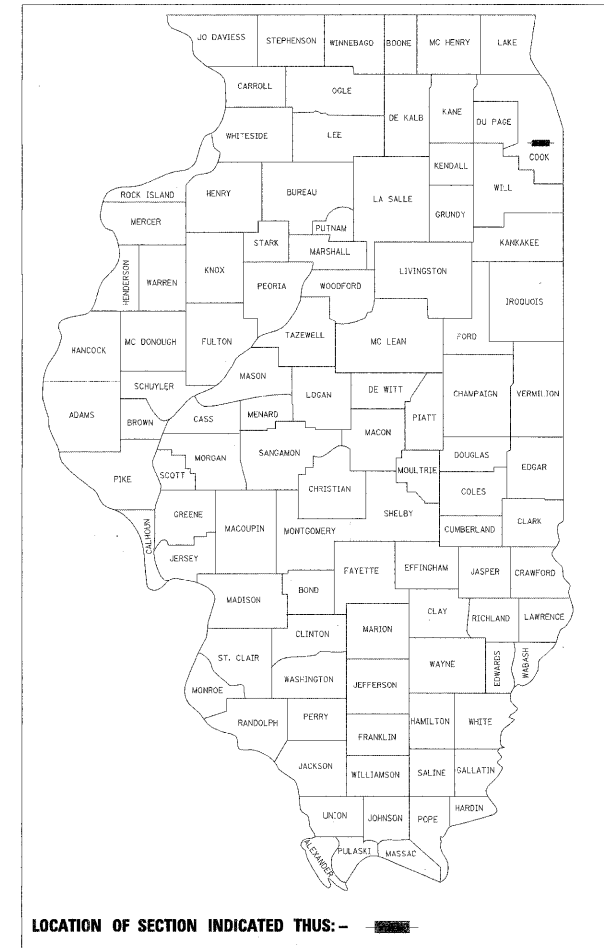 JO DAVIESS STEPHENSON WINNEBAGO BOONE MC HENRY LAKE
CARROLL OGLE
DE KALB KANE DU PAGE
WHITESIDE LEE
COOK
KENDALL
WILL
ROCK ISLAND HENRY BUREAU LA SALLE
MERCER GRUNDY
PUTNAM
STARK MARSHALL KANKAKEE
HENDERSON WARREN KNOX LIVINGSTON
PEORIA WOODFORD
IROQUOIS
HANCOCK MC DONOUGH FULTON TAZEWELL MC LEAN FORD
MASON
SCHUYLER LOGAN DE WITT CHAMPAIGN VERMILION
ADAMS BROWN CASS MENARD PIATT
MACON
MORGAN SANGAMON DOUGLAS EDGAR
PIKE SCOTT MOULTRIE
CHRISTIAN COLES
GREENE SHELBY
CALHOUN MACOUPIN MONTGOMERY CUMBERLAND CLARK
JERSEY
FAYETTE EFFINGHAM JASPER CRAWFORD
MADISON BOND
CLAY RICHLAND LAWRENCE
CLINTON MARION
ST. CLAIR WAYNE EDWARDS WABASH
WASHINGTON JEFFERSON
MONROE
RANDOLPH PERRY HAMILTON WHITE
FRANKLIN
JACKSON WILLIAMSON SALINE GALLATIN
HARDIN
UNION JOHNSON POPE
ALEXANDER PULASKI MASSAC
LOCATION OF SECTION INDICATED THUS: –